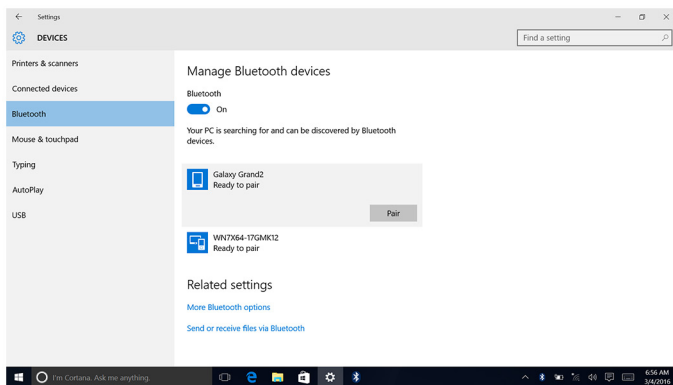 Settings
DEVICES
Find a setting
Printers & scanners
Connected devices
Bluetooth
Mouse & touchpad
Typing
AutoPlay
USB
Manage Bluetooth devices
Bluetooth
On
Your PC is searching for and can be discovered by Bluetooth
devices.
Galaxy Grand2
Ready to pair
Pair
WN7X64-17GMK12
Ready to pair
Related settings
More Bluetooth options
Send or receive files via Bluetooth
I'm Cortana. Ask me anything.
6:56 AM
3/4/2016